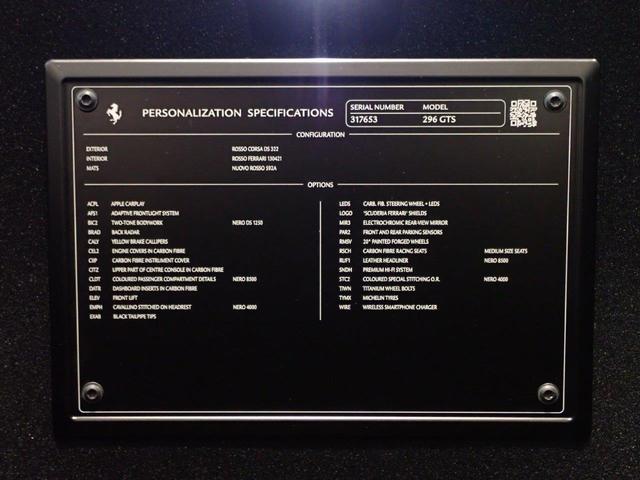 PERSONALIZATION SPECIFICATIONS
SERIAL NUMBER MODEL
317653 296 GTS
CONFIGURATION
EXTERIOR ROSSO CORSA DS 322
INTERIOR ROSSO FERRARI 130421
MATS NUOVO ROSSO 592A
OPTIONS
ACPL APPLE CARPLAY
AFS1 ADAPTIVE FRONTLIGHT SYSTEM
BIC2 TWO-TONE BODYWORK NERO DS 1250
BRAD BACK RADAR
CALY YELLOW BRAKE CALLIPERS
CEL2 ENGINE COVERS IN CARBON FIBRE
CIIP CARBON FIBRE INSTRUMENT COVER
CITZ UPPER PART OF CENTRE CONSOLE IN CARBON FIBRE
CLDT COLOURED PASSENGER COMPARTMENT DETAILS NERO 8500
DATR DASHBOARD INSERTS IN CARBON FIBRE
ELEV FRONT LIFT
EMPH CAVALLINO STITCHED ON HEADREST NERO 4000
EXAB BLACK TAILPIPE TIPS
LEDS CARB. FIB. STEERING WHEEL + LEDS
LOGO 'SCUDERIA FERRARI' SHIELDS
MIR3 ELECTROCHROMIC REAR-VIEW MIRROR
PAR2 FRONT AND REAR PARKING SENSORS
RMSV 20" PAINTED FORGED WHEELS
RSCH CARBON FIBRE RACING SEATS MEDIUM SIZE SEATS
RUF1 LEATHER HEADLINER NERO 8500
SNDH PREMIUM HI-FI SYSTEM
STC2 COLOURED SPECIAL STITCHING O.R. NERO 4000
TIWN TITANIUM WHEEL BOLTS
TYMX MICHELIN TYRES
WIRE WIRELESS SMARTPHONE CHARGER